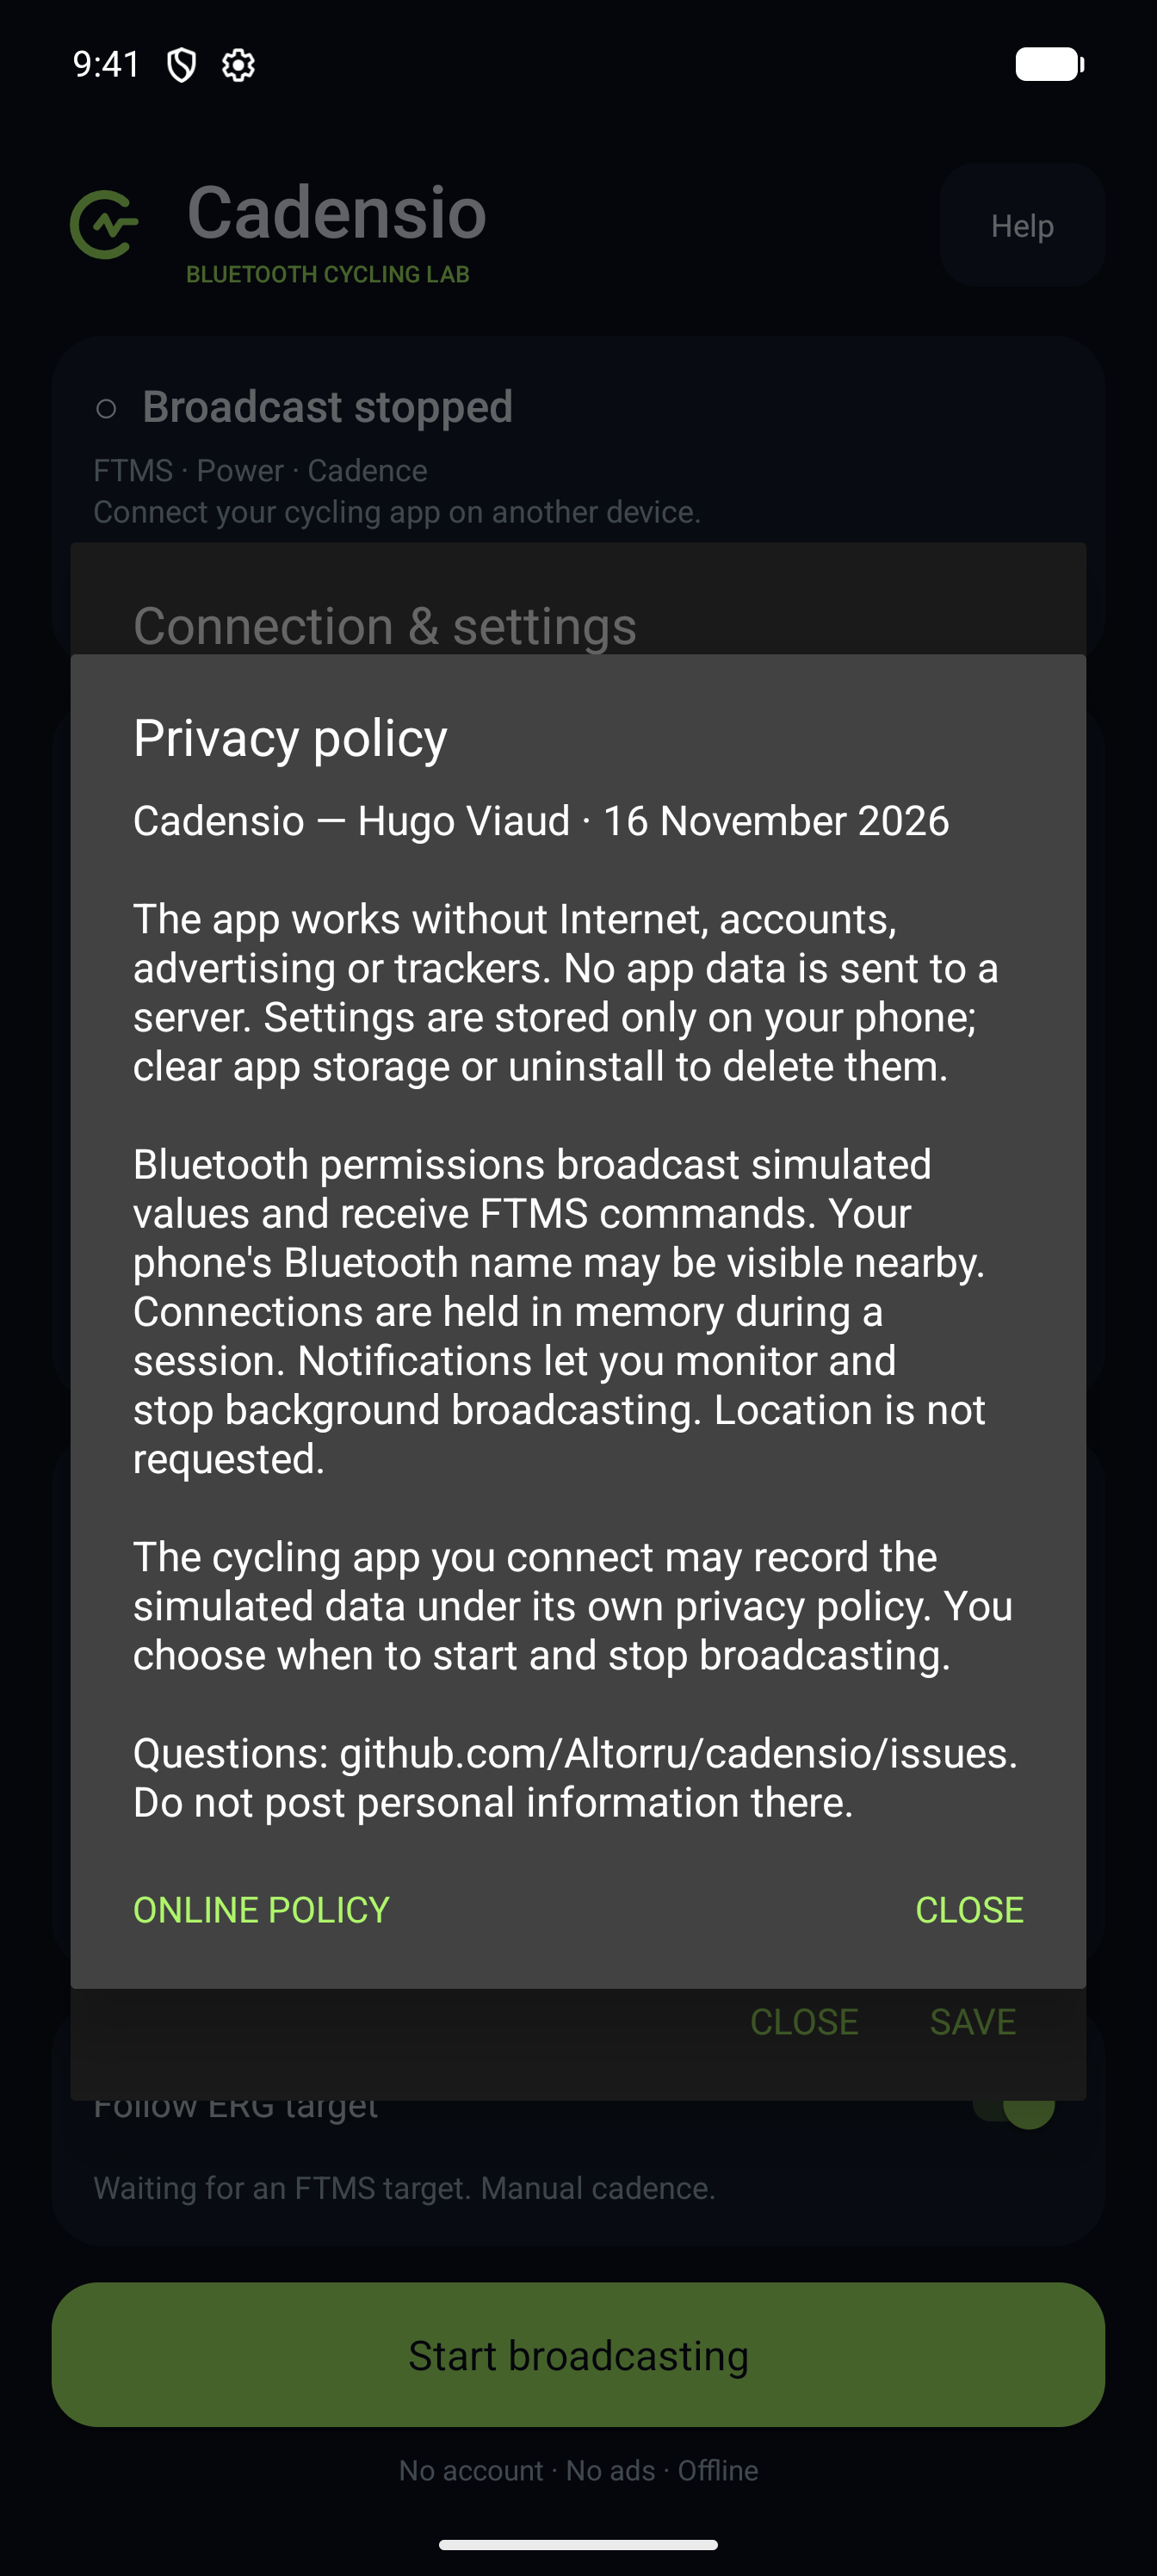 9:41
Cadensio
BLUETOOTH CYCLING LAB
Help
Broadcast stopped
FTMS · Power · Cadence
Connect your cycling app on another device.
Connection & settings
Privacy policy
Cadensio — Hugo Viaud · 16 November 2026
The app works without Internet, accounts,
advertising or trackers. No app data is sent to a
server. Settings are stored only on your phone;
clear app storage or uninstall to delete them.
Bluetooth permissions broadcast simulated
values and receive FTMS commands. Your
phone's Bluetooth name may be visible nearby.
Connections are held in memory during a
session. Notifications let you monitor and
stop background broadcasting. Location is not
requested.
The cycling app you connect may record the
simulated data under its own privacy policy. You
choose when to start and stop broadcasting.
Questions: github.com/Altorru/cadensio/issues.
Do not post personal information there.
ONLINE POLICY CLOSE
CLOSE SAVE
Follow ERG target
Waiting for an FTMS target. Manual cadence.
Start broadcasting
No account · No ads · Offline